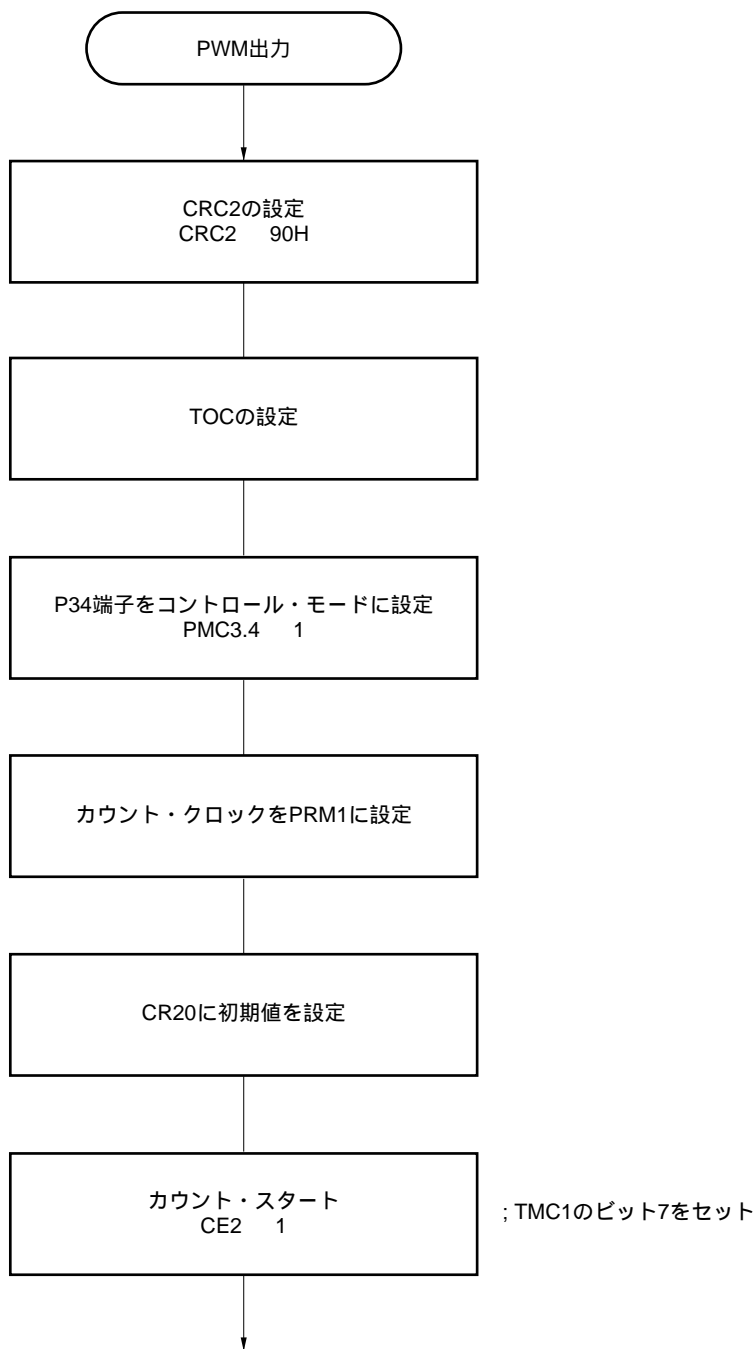 PWM出力
CRC2の設定
CRC2 90H
TOCの設定
P34端子をコントロール・モードに設定
PMC3.4 1
カウント・クロックをPRM1に設定
CR20に初期値を設定
カウント・スタート
CE2 1
; TMC1のビット7をセット